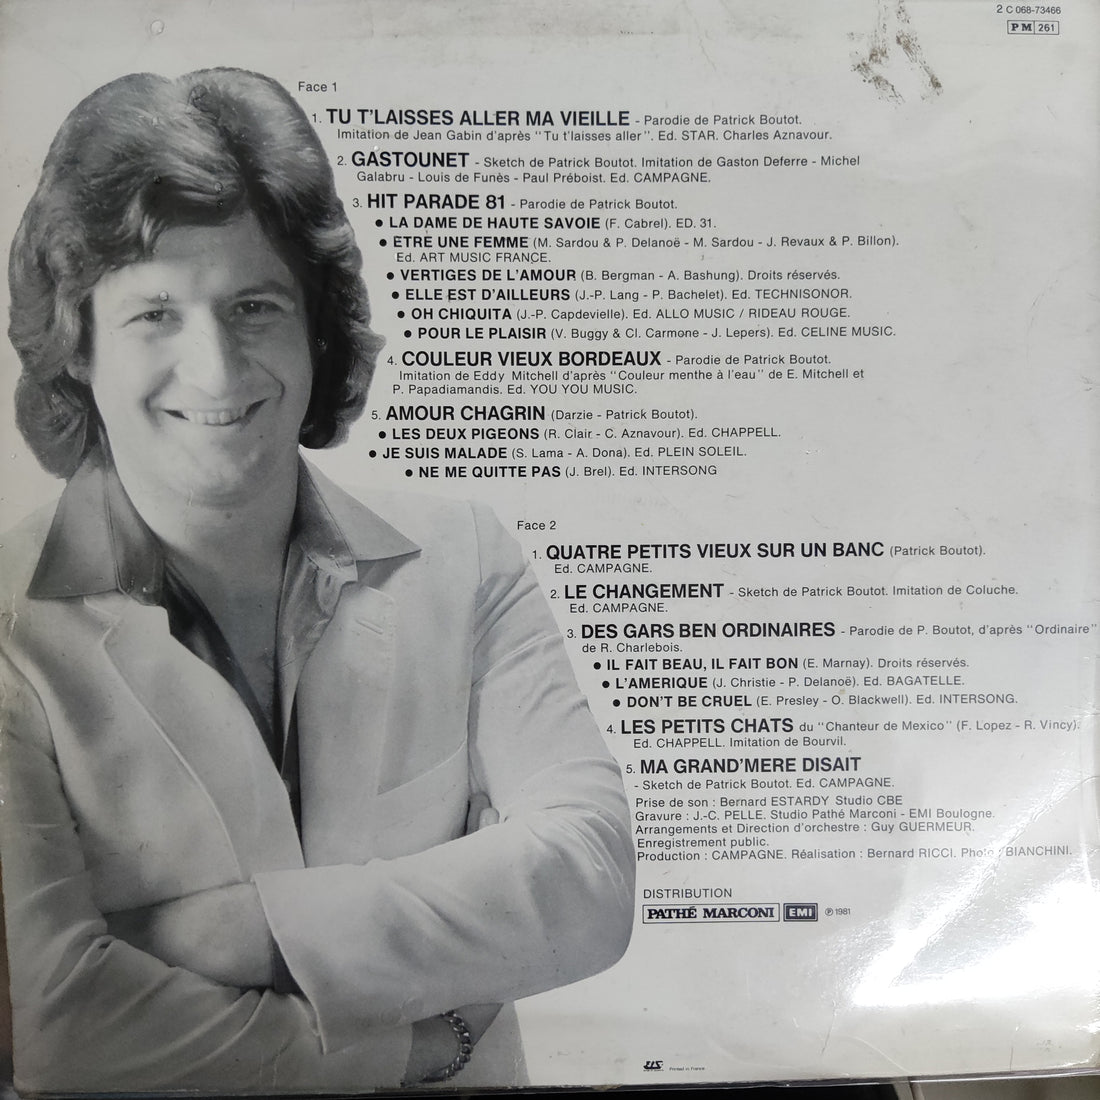 2 C 068-73466
PM 261
Face 1
1. TU T'LAISSES ALLER MA VIEILLE - Parodie de Patrick Boutot.
Imitation de Jean Gabin d'après "Tu t'laisses aller". Ed. STAR. Charles Aznavour.
2. GASTOUNET - Sketch de Patrick Boutot. Imitation de Gaston Deferre - Michel
Galabru - Louis de Funès - Paul Préboist. Ed. CAMPAGNE.
3. HIT PARADE 81 - Parodie de Patrick Boutot.
● LA DAME DE HAUTE SAVOIE (F. Cabrel). ED. 31.
● ETRE UNE FEMME (M. Sardou & P. Delanoë - M. Sardou - J. Revaux & P. Billon).
Ed. ART MUSIC FRANCE.
● VERTIGES DE L'AMOUR (B. Bergman - A. Bashung). Droits réservés.
● ELLE EST D'AILLEURS (J.-P. Lang - P. Bachelet). Ed. TECHNISONOR.
● OH CHIQUITA (J.-P. Capdevielle). Ed. ALLO MUSIC / RIDEAU ROUGE.
● POUR LE PLAISIR (V. Buggy & Cl. Carmone - J. Lepers). Ed. CELINE MUSIC.
4. COULEUR VIEUX BORDEAUX - Parodie de Patrick Boutot.
Imitation de Eddy Mitchell d'après "Couleur menthe à l'eau" de E. Mitchell et
P. Papadiamandis. Ed. YOU YOU MUSIC.
5. AMOUR CHAGRIN (Darzie - Patrick Boutot).
● LES DEUX PIGEONS (R. Clair - C. Aznavour). Ed. CHAPPELL.
● JE SUIS MALADE (S. Lama - A. Dona). Ed. PLEIN SOLEIL.
● NE ME QUITTE PAS (J. Brel). Ed. INTERSONG
Face 2
1. QUATRE PETITS VIEUX SUR UN BANC (Patrick Boutot).
Ed. CAMPAGNE.
2. LE CHANGEMENT - Sketch de Patrick Boutot. Imitation de Coluche.
Ed. CAMPAGNE.
3. DES GARS BEN ORDINAIRES - Parodie de P. Boutot, d'après "Ordinaire"
de R. Charlebois.
● IL FAIT BEAU, IL FAIT BON (E. Marnay). Droits réservés.
● L'AMERIQUE (J. Christie - P. Delanoë). Ed. BAGATELLE.
● DON'T BE CRUEL (E. Presley - O. Blackwell). Ed. INTERSONG.
4. LES PETITS CHATS du "Chanteur de Mexico" (F. Lopez - R. Vincy).
Ed. CHAPPELL. Imitation de Bourvil.
5. MA GRAND'MERE DISAIT
- Sketch de Patrick Boutot. Ed. CAMPAGNE.
Prise de son : Bernard ESTARDY Studio CBE
Gravure : J.-C. PELLE. Studio Pathé Marconi - EMI Boulogne.
Arrangements et Direction d'orchestre : Guy GUERMEUR.
Enregistrement public.
Production : CAMPAGNE. Réalisation : Bernard RICCI. Photo : BIANCHINI.
DISTRIBUTION
PATHÉ MARCONI EMI ℗ 1981
Printed in France